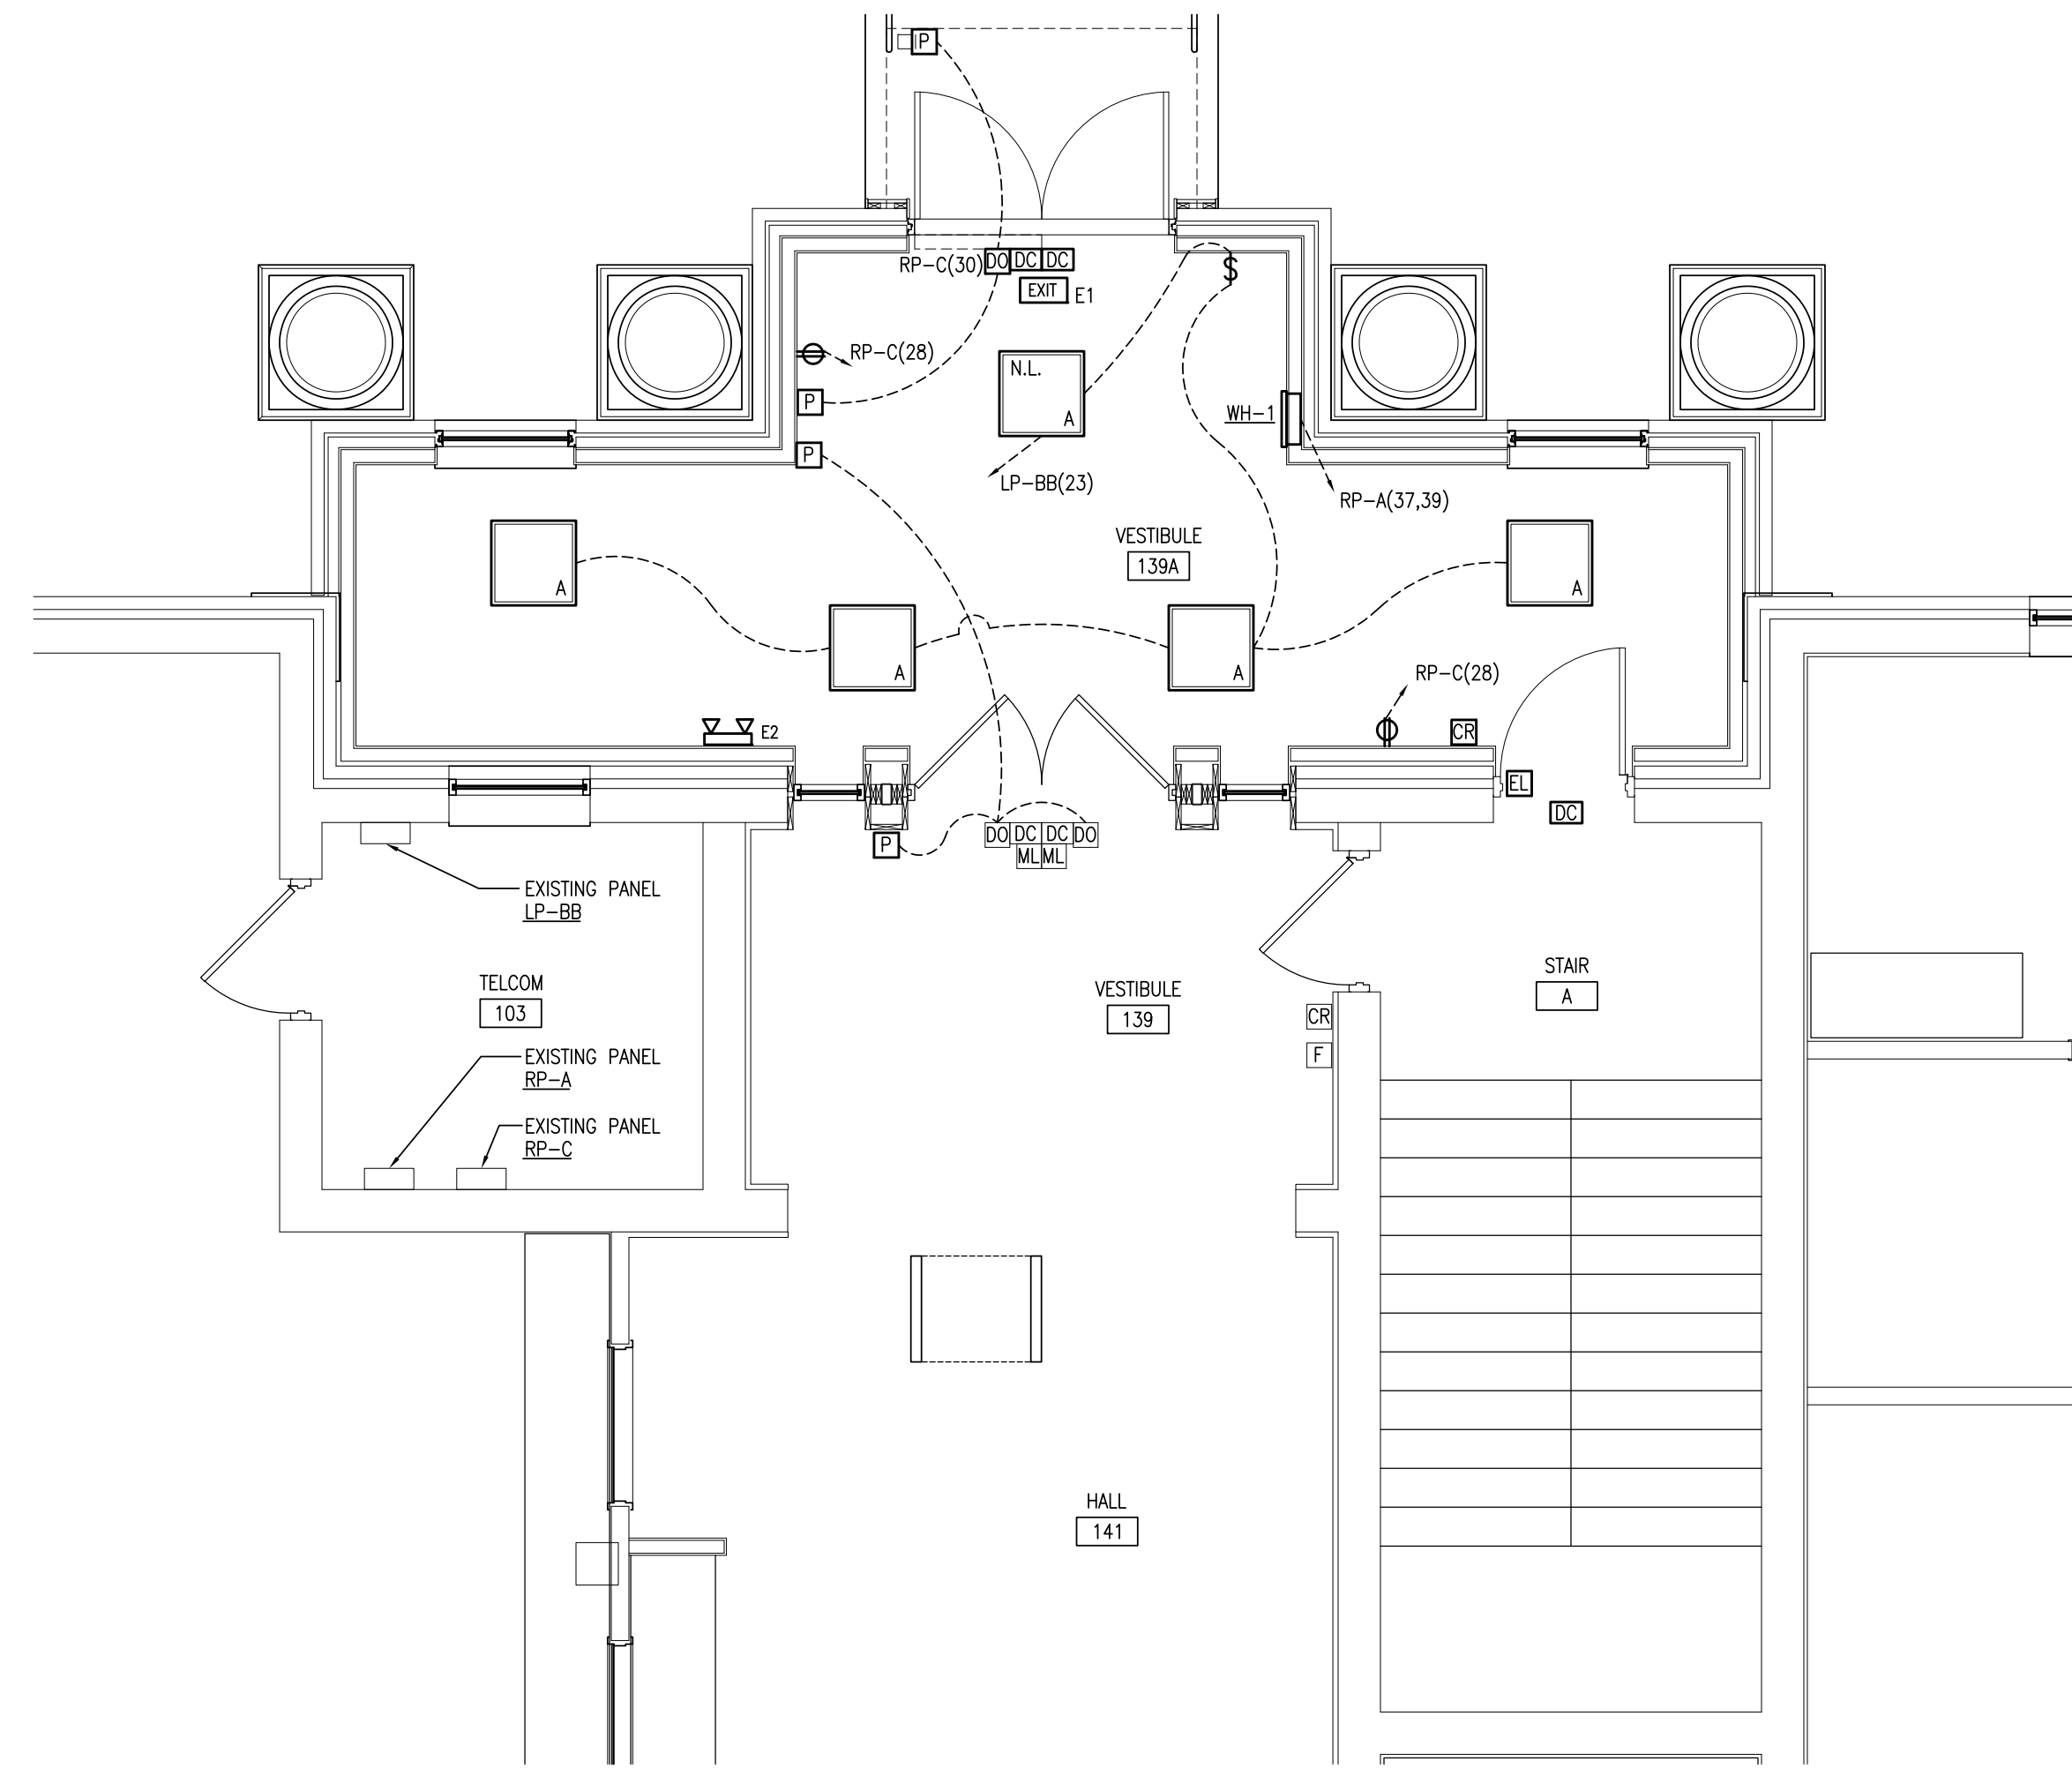 P
RP-C(30)
DO
DC
DC
EXIT
E1
$
RP-C(28)
N.L.
A
P
WH-1
P
LP-BB(23)
RP-A(37,39)
VESTIBULE
139A
A
A
A
A
RP-C(28)
E2
CR
EL
DC
P
DO
DC
DC
DO
ML
ML
EXISTING PANEL
LP-BB
STAIR
A
TELCOM
103
VESTIBULE
139
CR
F
EXISTING PANEL
RP-A
EXISTING PANEL
RP-C
HALL
141